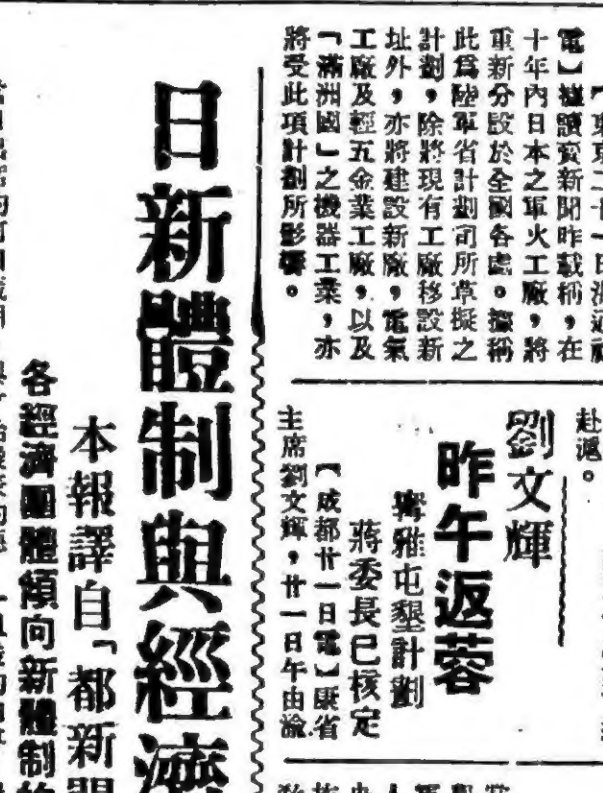 東京二十一日海通社
電】據讀賣新聞昨載稱，在
十年內日本之軍火工廠，將
重新分設於全國各處。據稱
此爲陸軍省計劃司所草擬之
計劃，除將現有工廠移設新
址外，亦將建設新廠，電氣
工廠及輕五金業工廠，以及
「滿洲國」之機器工業，亦
將受此項計劃所影響。
赴滬。
劉文輝
昨午返蓉
寗雅屯墾計劃
蔣委長已核定
【成都廿一日電】康省
主席劉文輝，廿一日午由渝
日新體制與經濟
本報譯自「都新聞
各經濟團體傾向新體制